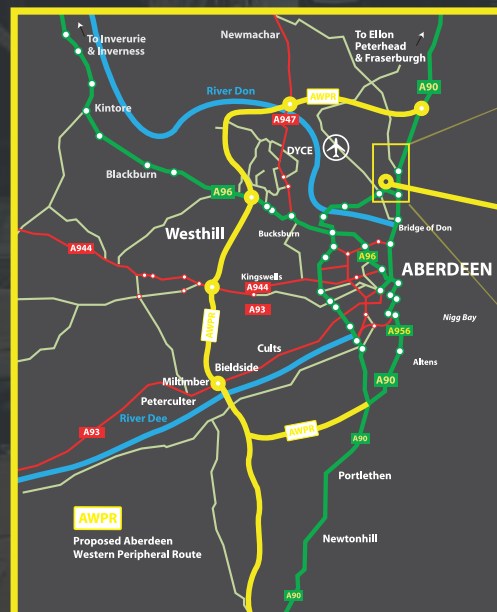 To Inverurie
& Inverness
Newmachar
To Ellon
Peterhead
& Fraserburgh
A90
River Don
AWPR
Kintore
A947
DYCE
Blackburn
A96
Westhill
Bucksburn
Bridge of Don
A96
ABERDEEN
A944
Kingswells
A944
A93
Nigg Bay
A956
AWPR
Cults
Altens
Bieldside
Miltimber
A90
Peterculter
River Dee
A93
AWPR
A90
Portlethen
AWPR
Proposed Aberdeen
Western Peripheral Route
Newtonhill
A90